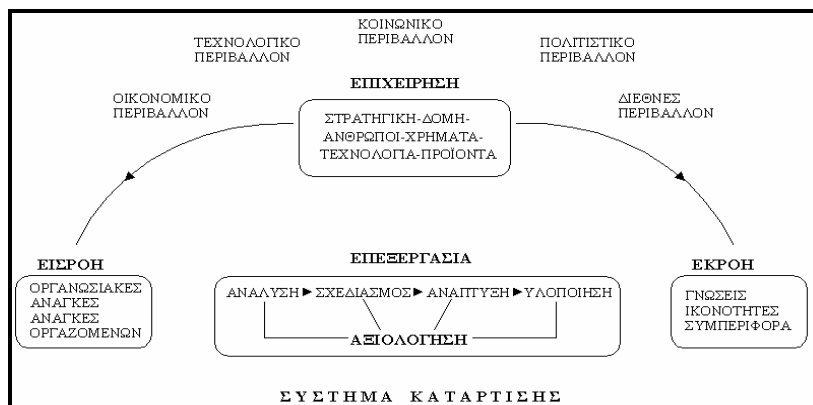 ΚΟΙΝΩΝΙΚΟ
ΠΕΡΙΒΑΛΛΟΝ
ΤΕΧΝΟΛΟΓΙΚΟ
ΠΕΡΙΒΑΛΛΟΝ
ΠΟΛΙΤΙΣΤΙΚΟ
ΠΕΡΙΒΑΛΛΟΝ
ΕΠΙΧΕΙΡΗΣΗ
ΟΙΚΟΝΟΜΙΚΟ
ΠΕΡΙΒΑΛΛΟΝ
ΔΙΕΘΝΕΣ
ΠΕΡΙΒΑΛΛΟΝ
ΣΤΡΑΤΗΓΙΚΗ-ΔΟΜΗ-
ΑΝΘΡΩΠΟΙ-ΧΡΗΜΑΤΑ-
ΤΕΧΝΟΛΟΓΙΑ-ΠΡΟΪΟΝΤΑ
ΕΙΣΡΟΗ
ΟΡΓΑΝΩΣΙΑΚΕΣ
ΑΝΑΓΚΕΣ
ΑΝΑΓΚΕΣ
ΟΡΓΑΖΟΜΕΝΩΝ
ΕΠΕΞΕΡΓΑΣΙΑ
ΑΝΑΛΥΣΗ ΣΧΕΔΙΑΣΜΟΣ ΑΝΑΠΤΥΞΗ ΥΛΟΠΟΙΗΣΗ
ΑΞΙΟΛΟΓΗΣΗ
ΕΚΡΟΗ
ΓΝΩΣΕΙΣ
ΙΚΟΝΟΤΗΤΕΣ
ΣΥΜΠΕΡΙΦΟΡΑ
ΣΥΣΤΗΜΑ ΚΑΤΑΡΤΙΣΗΣ